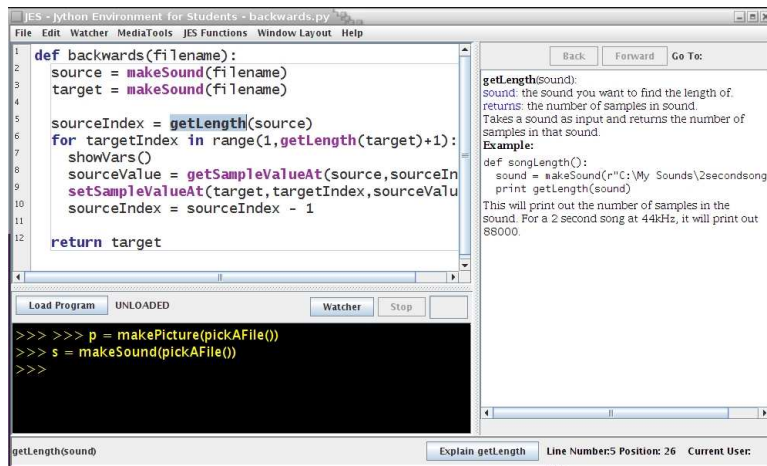 JES - Jython Environment for Students - backwards.py
File Edit Watcher MediaTools JES Functions Window Layout Help
1 def backwards(filename):
2 source = makeSound(filename)
3 target = makeSound(filename)
4
5 sourceIndex = getLength(source)
6 for targetIndex in range(1,getLength(target)+1):
7 showVars()
8 sourceValue = getSampleValueAt(source,sourceIn
9 setSampleValueAt(target,targetIndex,sourceValu
10 sourceIndex = sourceIndex - 1
11
12 return target
Load Program UNLOADED Watcher Stop
>>> >>> p = makePicture(pickAFile())
>>> s = makeSound(pickAFile())
>>>
Back Forward Go To:
getLength(sound):
sound: the sound you want to find the length of.
returns: the number of samples in sound.
Takes a sound as input and returns the number of
samples in that sound.
Example:
def songLength():
sound = makeSound(r"C:\My Sounds\2secondsong
print getLength(sound)
This will print out the number of samples in the
sound. For a 2 second song at 44kHz, it will print out
88000.
getLength(sound) Explain getLength Line Number:5 Position: 26 Current User: